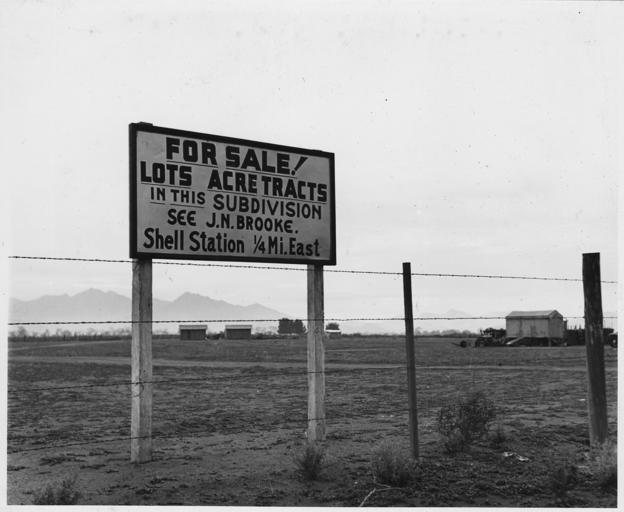 FOR SALE!
LOTS ACRE TRACTS
IN THIS SUBDIVISION
SEE J.N. BROOKE.
Shell Station 1/4 Mi. East